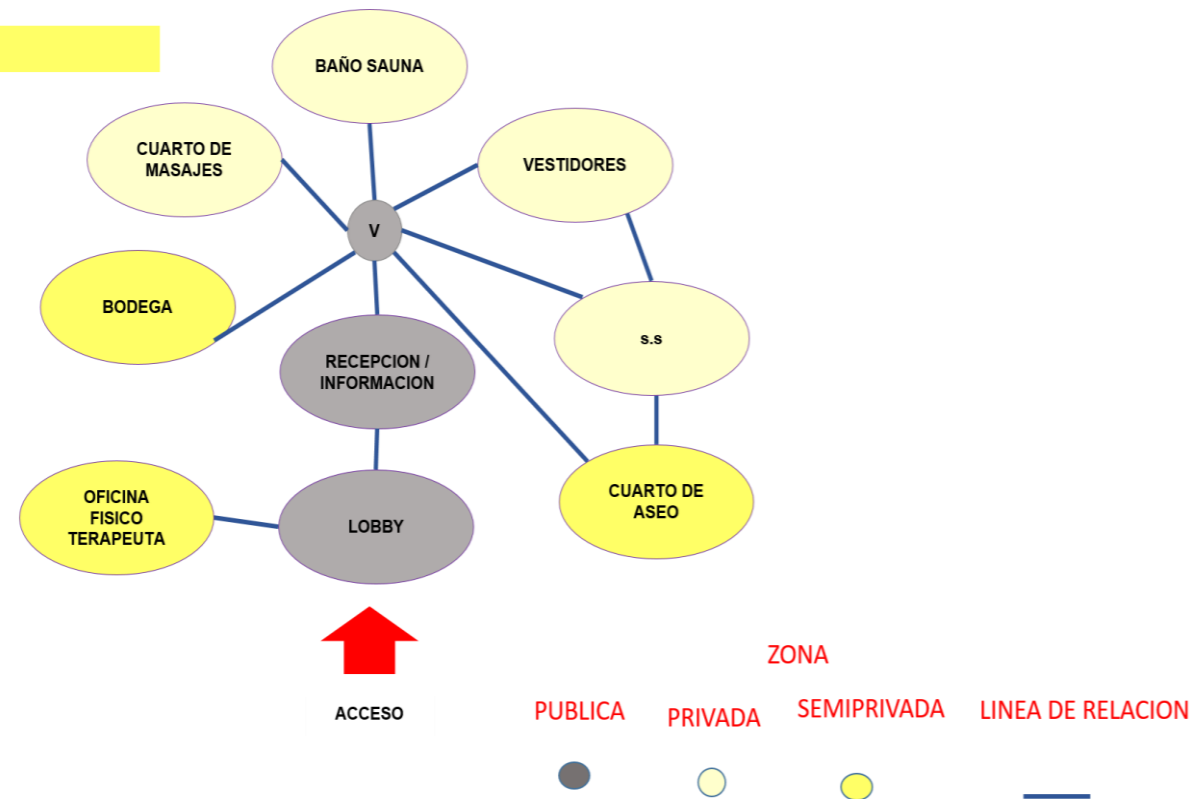 BAÑO SAUNA
CUARTO DE
MASAJES
VESTIDORES
V
BODEGA
s.s
RECEPCION /
INFORMACION
OFICINA
FISICO
TERAPEUTA
LOBBY
CUARTO DE
ASEO
ACCESO
ZONA
PUBLICA
PRIVADA
SEMIPRIVADA
LINEA DE RELACION